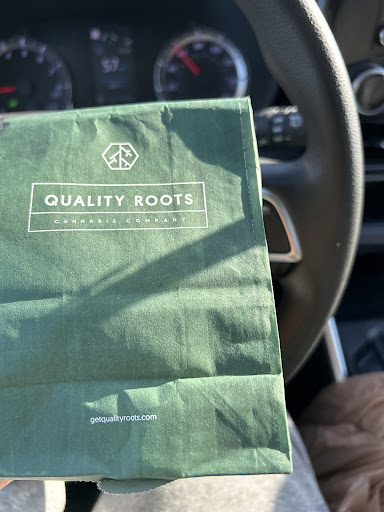 QUALITY ROOTS
CANNABIS COMPANY
getqualityroots.com